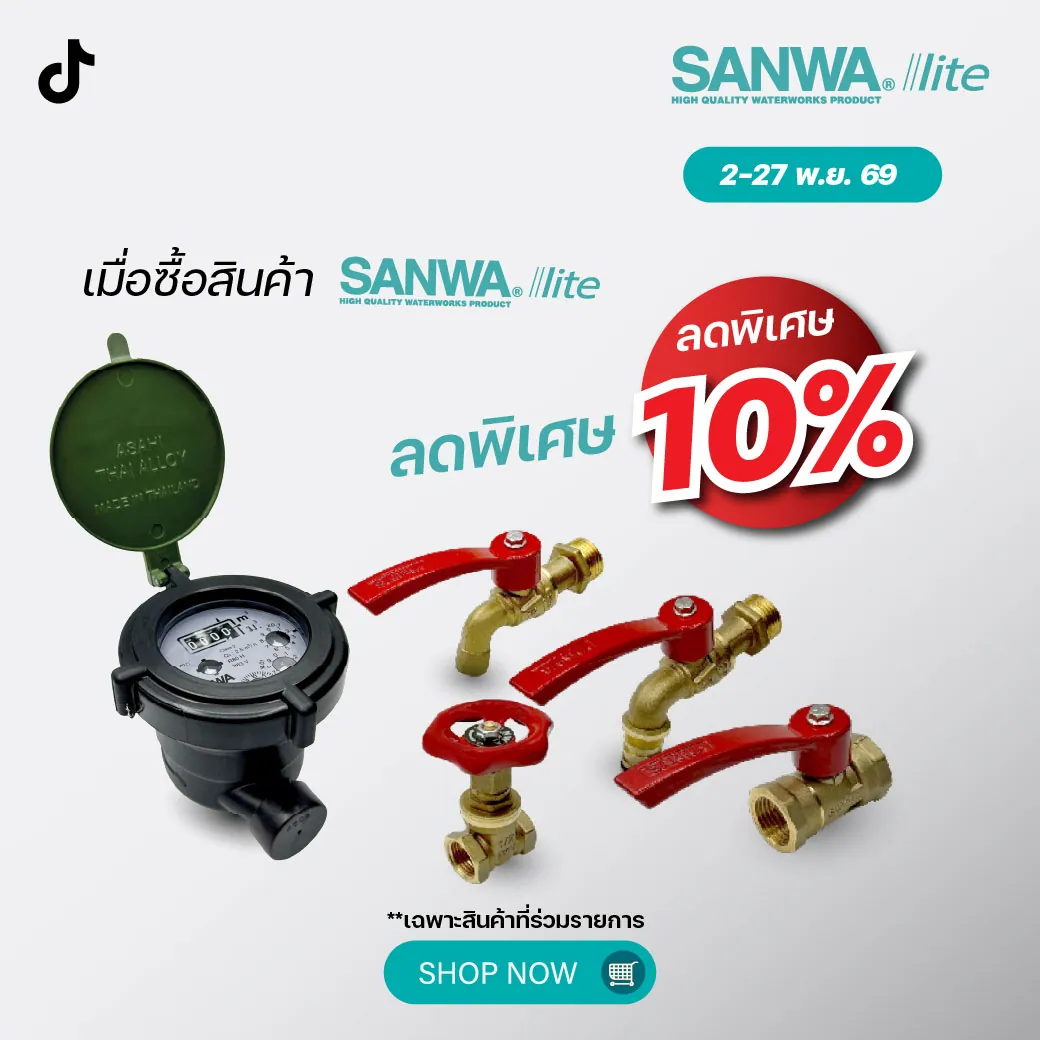 SANWA® lite
HIGH QUALITY WATERWORKS PRODUCT
2-27 พ.ย. 69
เมื่อซื้อสินค้า SANWA® lite
HIGH QUALITY WATERWORKS PRODUCT
ลดพิเศษ
10%
ลดพิเศษ
ASAHI
THAI ALLOY
MADE IN THAILAND
**เฉพาะสินค้าที่ร่วมรายการ
SHOP NOW